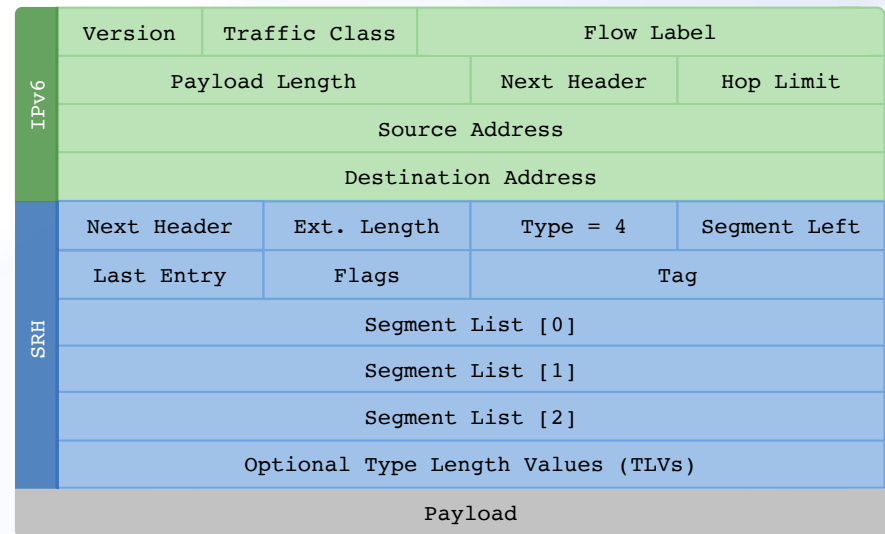 IPv6
Version Traffic Class Flow Label
Payload Length Next Header Hop Limit
Source Address
Destination Address
SRH
Next Header Ext. Length Type = 4 Segment Left
Last Entry Flags Tag
Segment List [0]
Segment List [1]
Segment List [2]
Optional Type Length Values (TLVs)
Payload